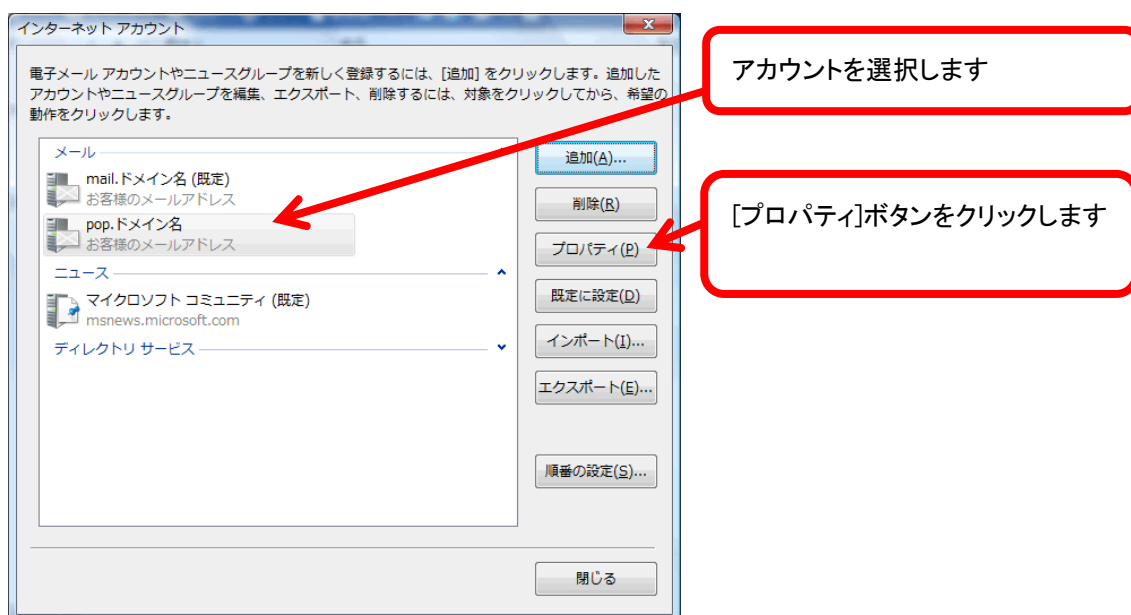 インターネット アカウント
電子メール アカウントやニュースグループを新しく登録するには、[追加] をクリックします。追加した
アカウントやニュースグループを編集、エクスポート、削除するには、対象をクリックしてから、希望の
動作をクリックします。
メール
mail.ドメイン名 (既定)
お客様のメールアドレス
pop.ドメイン名
お客様のメールアドレス
ニュース
マイクロソフト コミュニティ (既定)
msnews.microsoft.com
ディレクトリ サービス
追加(A)...
削除(R)
プロパティ(P)
既定に設定(D)
インポート(I)...
エクスポート(E)...
順番の設定(S)...
閉じる
アカウントを選択します
[プロパティ]ボタンをクリックします